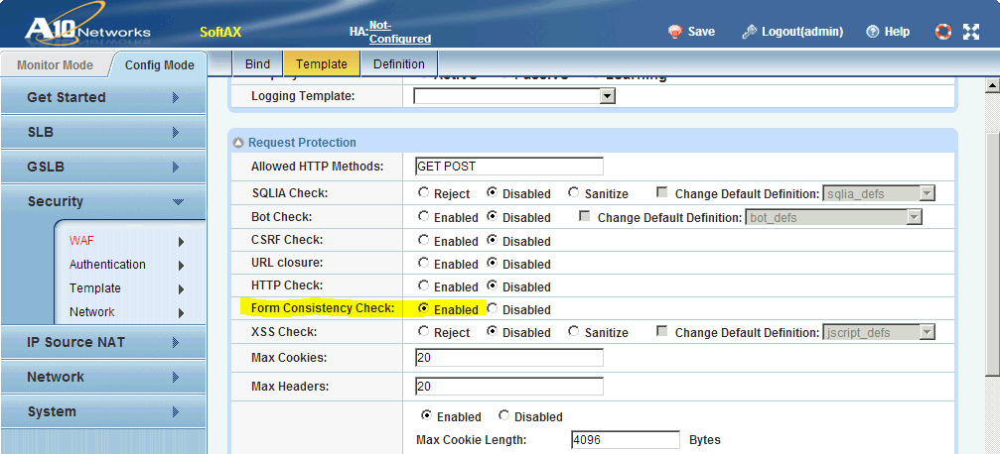 A10 Networks
SoftAX
HA: Not-Configured
Save
Logout(admin)
Help
Monitor Mode
Config Mode
Bind
Template
Definition
Get Started
SLB
GSLB
Security
WAF
Authentication
Template
Network
IP Source NAT
Network
System
Logging Template:
Request Protection
Allowed HTTP Methods: GET POST
SQLIA Check: Reject Disabled Sanitize Change Default Definition: sqlia_defs
Bot Check: Enabled Disabled Change Default Definition: bot_defs
CSRF Check: Enabled Disabled
URL closure: Enabled Disabled
HTTP Check: Enabled Disabled
Form Consistency Check: Enabled Disabled
XSS Check: Reject Disabled Sanitize Change Default Definition: jscript_defs
Max Cookies: 20
Max Headers: 20
Enabled Disabled
Max Cookie Length: 4096 Bytes